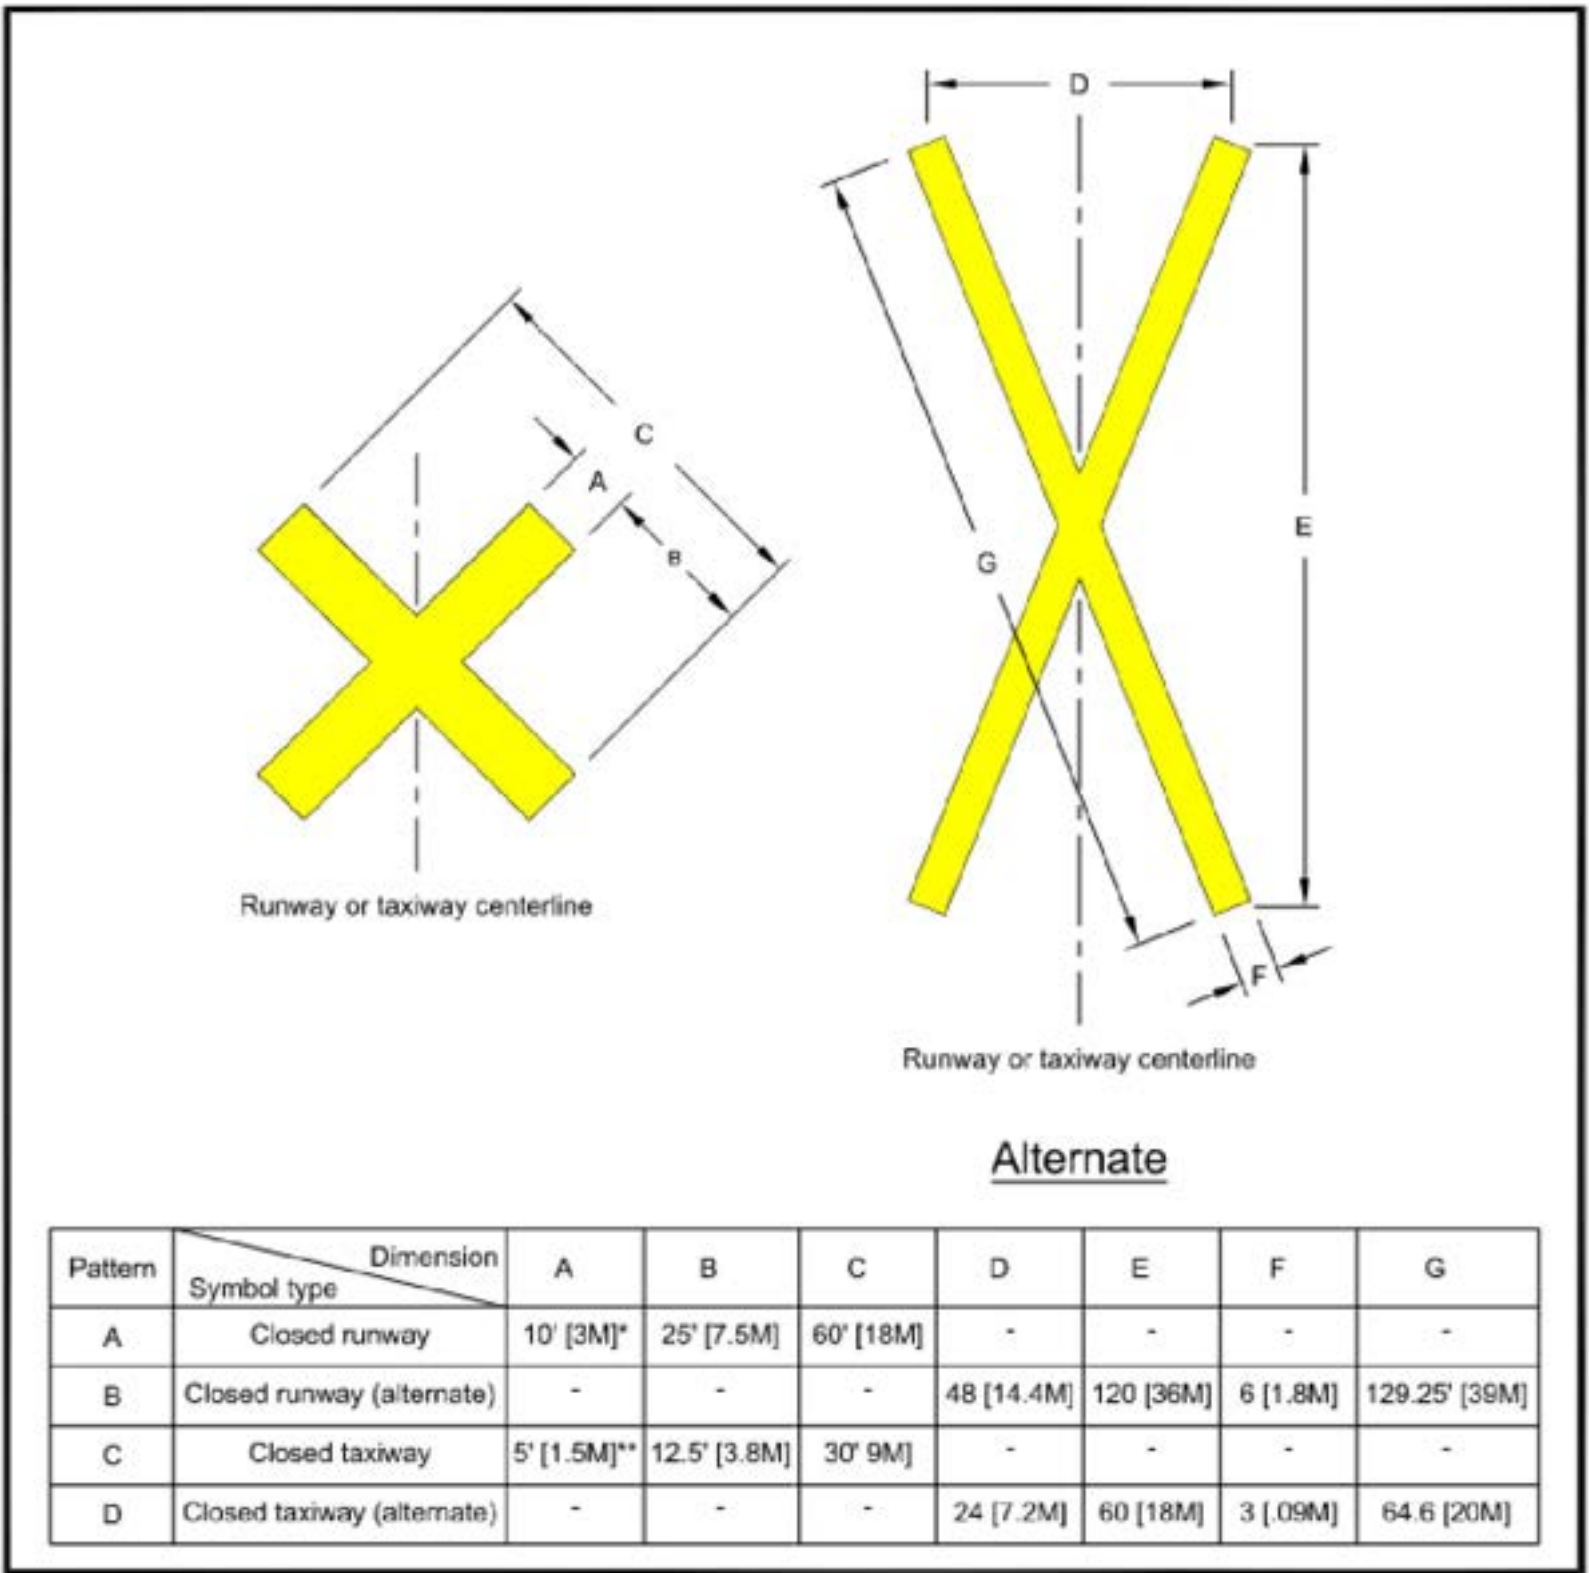 D
C
A
B
E
G
F
Runway or taxiway centerline
Runway or taxiway centerline
Alternate
Pattern Dimension Symbol type A B C D E F G
A Closed runway 10' [3M]* 25' [7.5M] 60' [18M] - - - -
B Closed runway (alternate) - - - 48 [14.4M] 120 [36M] 6 [1.8M] 129.25' [39M]
C Closed taxiway 5' [1.5M]** 12.5' [3.8M] 30' 9M] - - - -
D Closed taxiway (alternate) - - - 24 [7.2M] 60 [18M] 3 [.09M] 64.6 [20M]